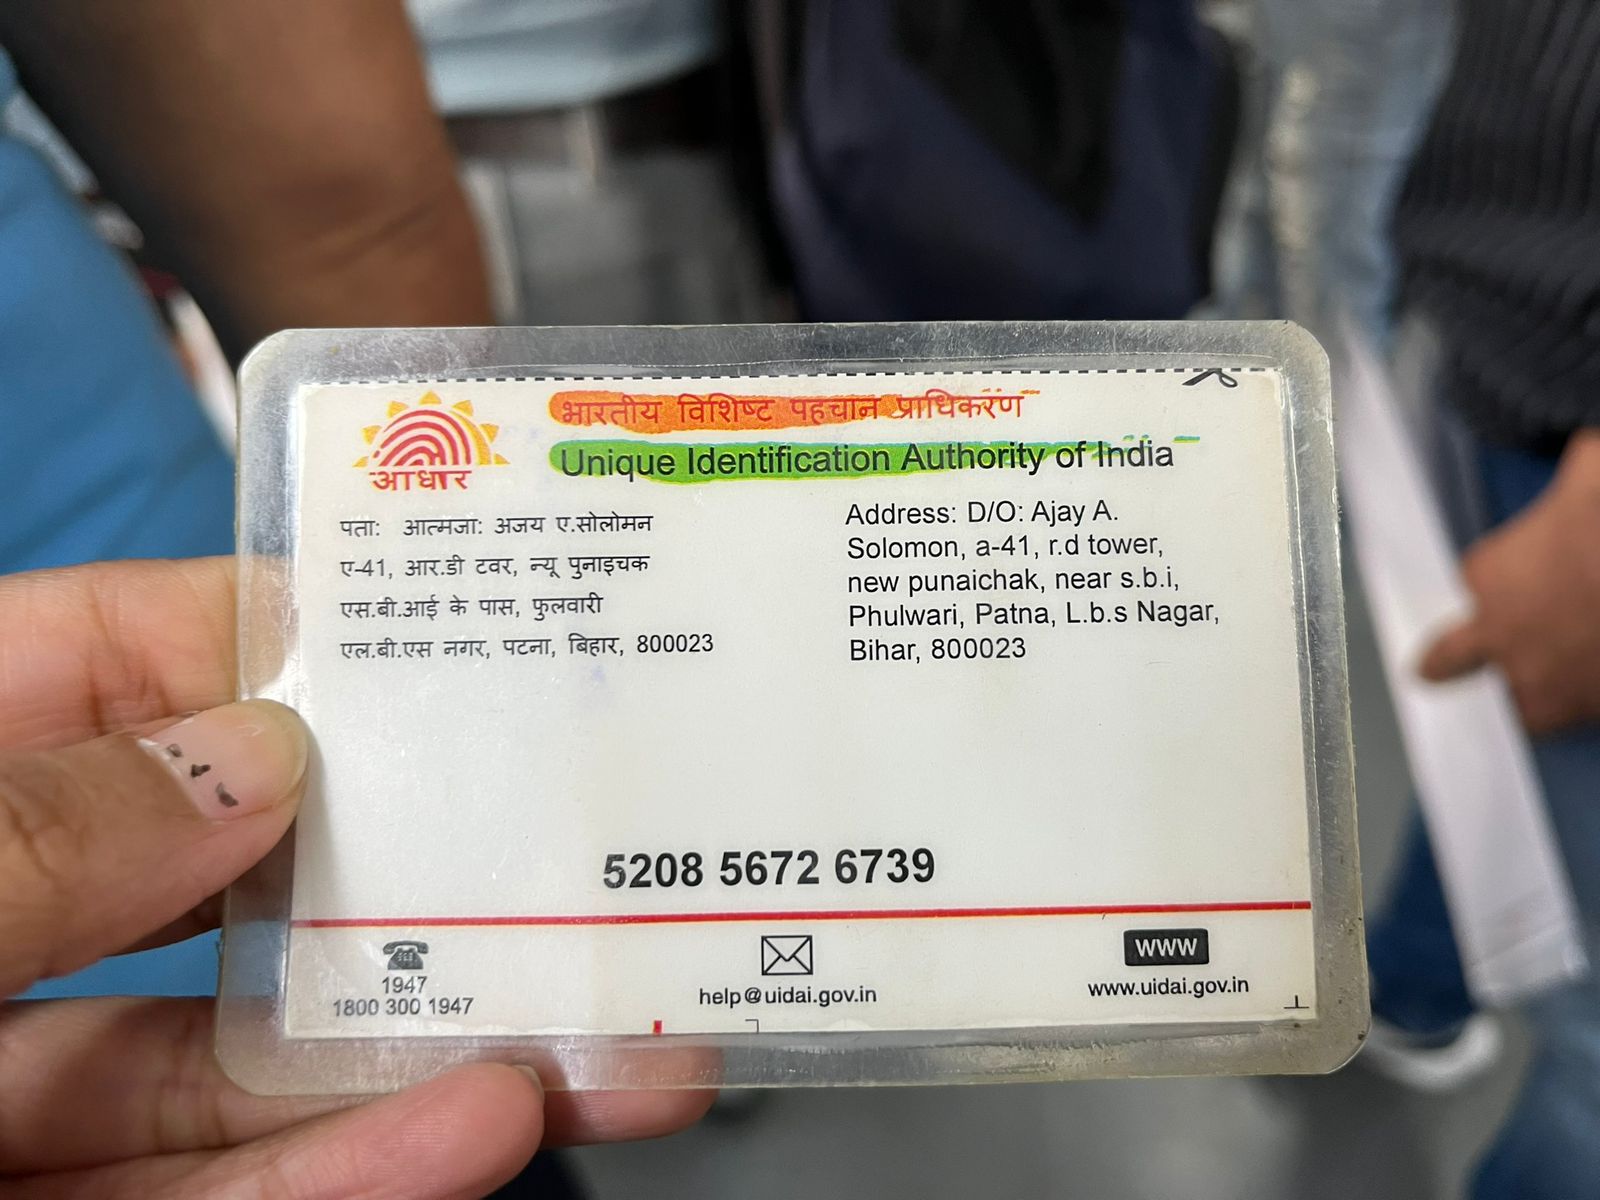 भारतीय विशिष्ट पहचान प्राधिकरण
Unique Identification Authority of India
आधार
पता: आत्मजा: अजय ए.सोलोमन
ए-41, आर.डी टवर, न्यू पुनाइचक
एस.बी.आई के पास, फुलवारी
एल.बी.एस नगर, पटना, बिहार, 800023
Address: D/O: Ajay A.
Solomon, a-41, r.d tower,
new punaichak, near s.b.i,
Phulwari, Patna, L.b.s Nagar,
Bihar, 800023
5208 5672 6739
1947
1800 300 1947
help@uidai.gov.in
www
www.uidai.gov.in